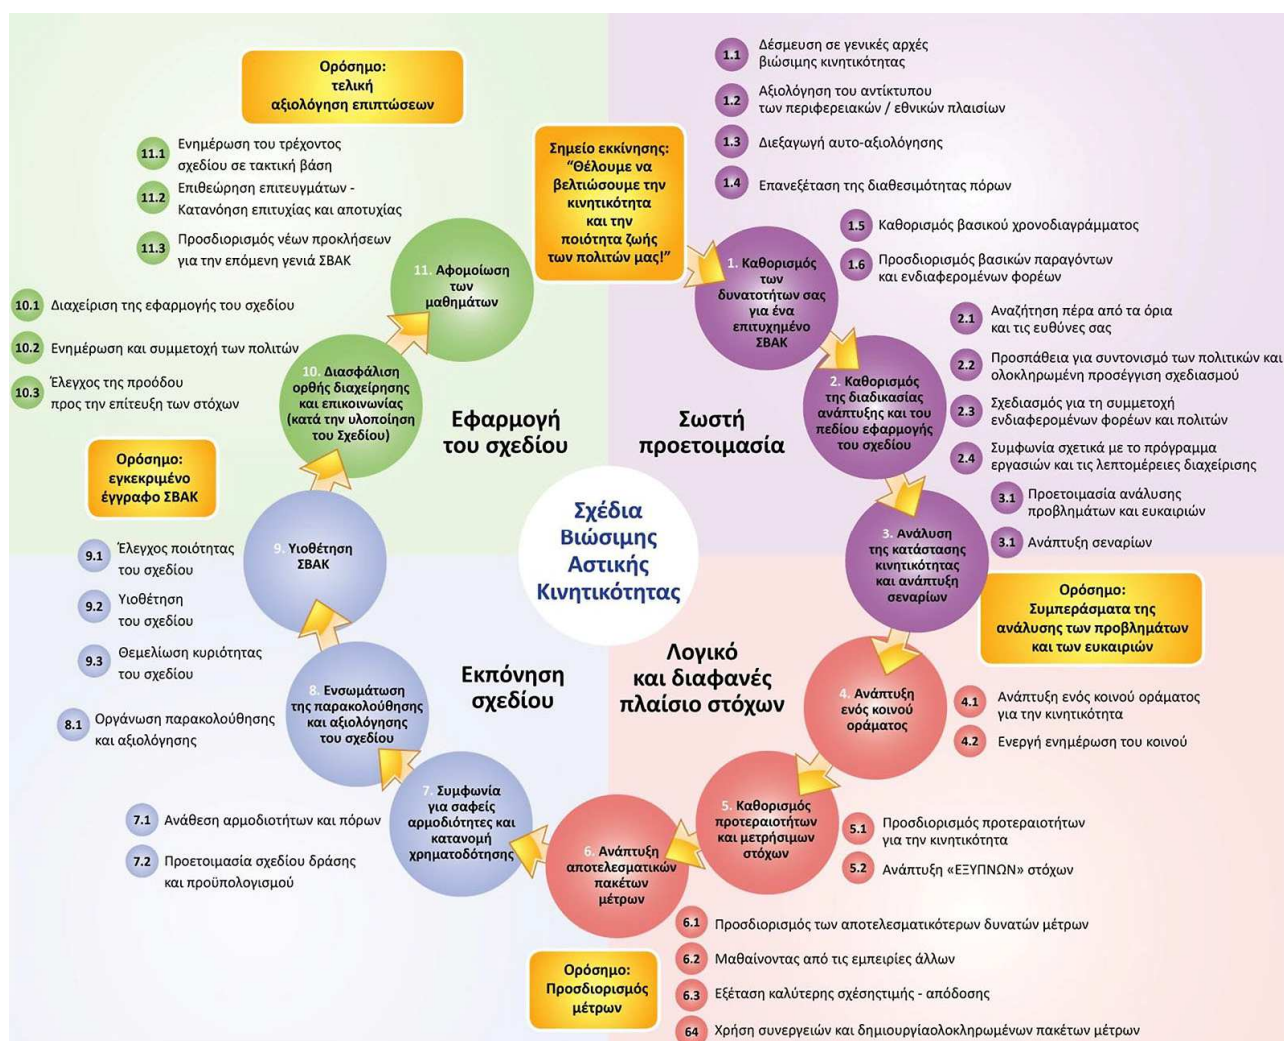 Ορόσημο:
τελική
αξιολόγηση επιπτώσεων
11.1 Ενημέρωση του τρέχοντος
σχεδίου σε τακτική βάση
11.2 Επιθεώρηση επιτευγμάτων -
Κατανόηση επιτυχίας και αποτυχίας
11.3 Προσδιορισμός νέων προκλήσεων
για την επόμενη γενιά ΣΒΑΚ
Σημείο εκκίνησης:
“Θέλουμε να
βελτιώσουμε την
κινητικότητα
και την
ποιότητα ζωής
των πολιτών μας!”
1.1 Δέσμευση σε γενικές αρχές
βιώσιμης κινητικότητας
1.2 Αξιολόγηση του αντίκτυπου
των περιφερειακών / εθνικών πλαισίων
1.3 Διεξαγωγή αυτο-αξιολόγησης
1.4 Επανεξέταση της διαθεσιμότητας πόρων
1.5 Καθορισμός βασικού χρονοδιαγράμματος
1.6 Προσδιορισμός βασικών παραγόντων
και ενδιαφερομένων φορέων
11. Αφομοίωση
των
μαθημάτων
1. Καθορισμός
των
δυνατοτήτων σας
για ένα
επιτυχημένο
ΣΒΑΚ
10.1 Διαχείριση της εφαρμογής του σχεδίου
10.2 Ενημέρωση και συμμετοχή των πολιτών
10.3 Έλεγχος της προόδου
προς την επίτευξη των στόχων
10. Διασφάλιση
ορθής διαχείρησης
και επικοινωνίας
(κατά την υλοποίηση
του Σχεδίου)
Εφαρμογή
του σχεδίου
Σωστή
προετοιμασία
2. Καθορισμός
της διαδικασίας
ανάπτυξης και του
πεδίου εφαρμογής
του σχεδίου
2.1 Αναζήτηση πέρα από τα όρια
και τις ευθύνες σας
2.2 Προσπάθεια για συντονισμό των πολιτικών και
ολοκληρωμένη προσέγγιση σχεδιασμού
2.3 Σχεδιασμός για τη συμμετοχή
ενδιαφερομένων φορέων και πολιτών
2.4 Συμφωνία σχετικά με το πρόγραμμα
εργασιών και τις λεπτομέρειες διαχείρισης
Ορόσημο:
εγκεκριμένο
έγγραφο ΣΒΑΚ
9. Υιοθέτηση
ΣΒΑΚ
Σχέδια
Βιώσιμης
Αστικής
Κινητικότητας
3. Ανάλυση
της κατάστασης
κινητικότητας
και ανάπτυξη
σεναρίων
3.1 Προετοιμασία ανάλυσης
προβλημάτων και ευκαιριών
3.1 Ανάπτυξη σεναρίων
9.1 Έλεγχος ποιότητας
του σχεδίου
9.2 Υιοθέτηση
του σχεδίου
9.3 Θεμελίωση κυριότητας
του σχεδίου
Ορόσημο:
Συμπεράσματα της
ανάλυσης των προβλημάτων
και των ευκαιριών
8.1 Οργάνωση παρακολούθησης
και αξιολόγησης
8. Ενσωμάτωση
της παρακολούθησης
και αξιολόγησης
του σχεδίου
Εκπόνηση
σχεδίου
Λογικό
και διαφανές
πλαίσιο στόχων
4. Ανάπτυξη
ενός κοινού
οράματος
4.1 Ανάπτυξη ενός κοινού οράματος
για την κινητικότητα
4.2 Ενεργή ενημέρωση του κοινού
7.1 Ανάθεση αρμοδιοτήτων και πόρων
7.2 Προετοιμασία σχεδίου δράσης
και προϋπολογισμού
7. Συμφωνία
για σαφείς
αρμοδιότητες και
κατανομή
χρηματοδότησης
6. Ανάπτυξη
αποτελεσματικών
πακέτων
μέτρων
5. Καθορισμός
προτεραιοτήτων
και μετρήσιμων
στόχων
5.1 Προσδιορισμός προτεραιοτήτων
για την κινητικότητα
5.2 Ανάπτυξη «ΕΞΥΠΝΩΝ» στόχων
Ορόσημο:
Προσδιορισμός
μέτρων
6.1 Προσδιορισμός των αποτελεσματικότερων δυνατών μέτρων
6.2 Μαθαίνοντας από τις εμπειρίες άλλων
6.3 Εξέταση καλύτερης σχέσηςτιμής - απόδοσης
64 Χρήση συνεργειών και δημιουργίαολοκληρωμένων πακέτων μέτρων